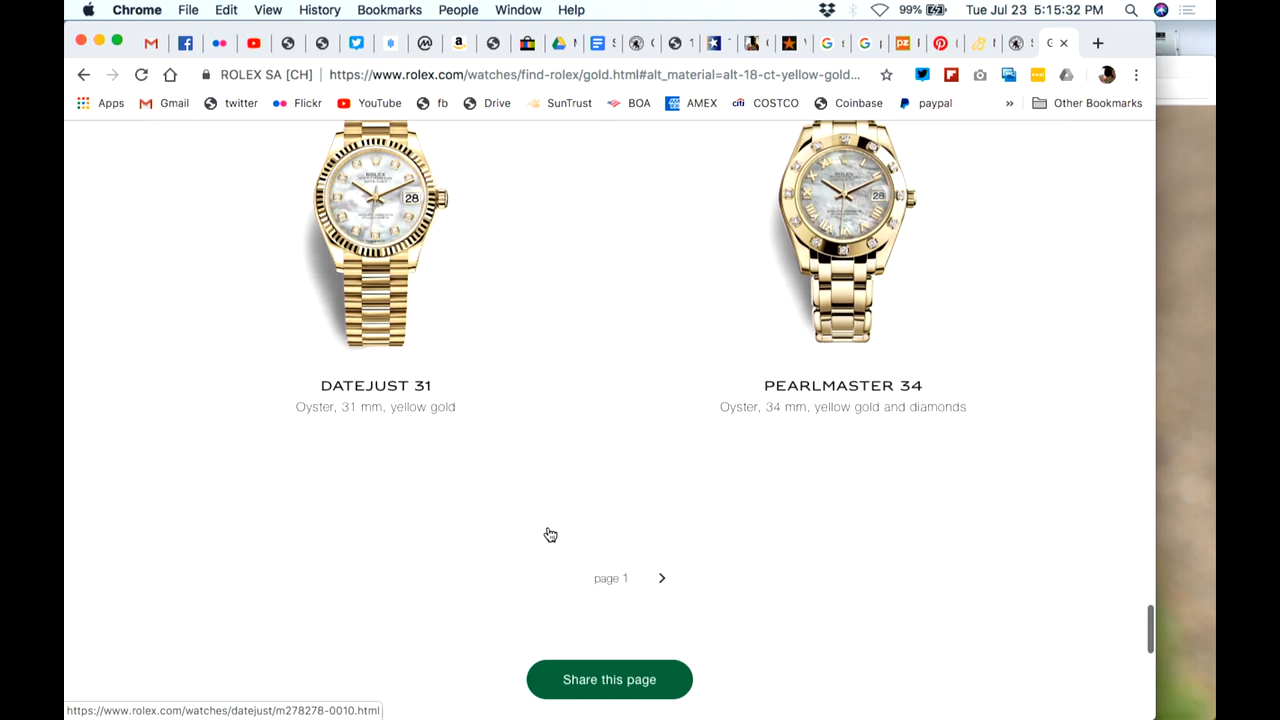 Chrome File Edit View History Bookmarks People Window Help 99% Tue Jul 23 5:15:32 PM
ROLEX SA [CH] https://www.rolex.com/watches/find-rolex/gold.html#alt_material=alt-18-ct-yellow-gold...
Apps Gmail twitter Flickr YouTube fb Drive SunTrust BOA AMEX COSTCO Coinbase paypal » Other Bookmarks
ROLEX
28
ROLEX
28
DATEJUST 31
Oyster, 31 mm, yellow gold
PEARLMASTER 34
Oyster, 34 mm, yellow gold and diamonds
page 1
Share this page
https://www.rolex.com/watches/datejust/m278278-0010.html